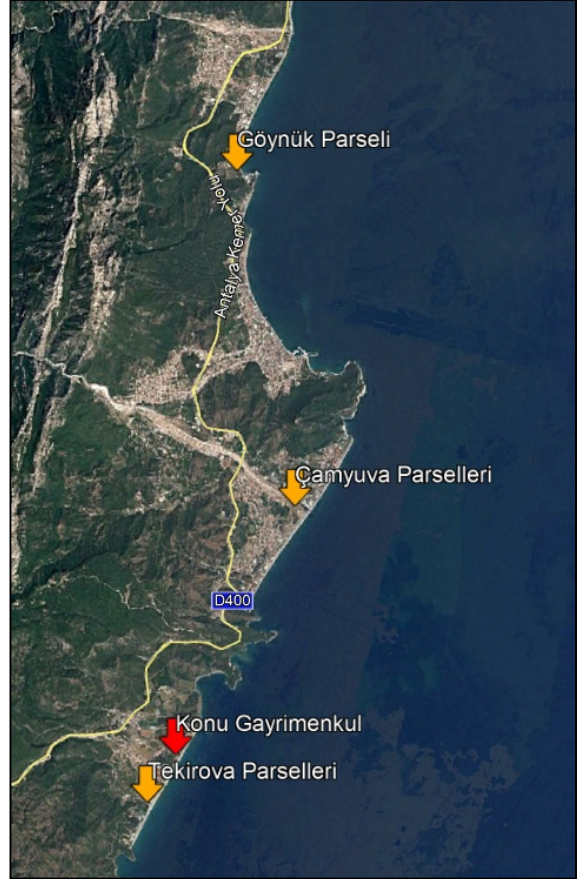 Göynük Parseli
Antalya Kemer Yolu
Çamyuva Parselleri
D400
Konu Gayrimenkul
Tekirova Parselleri